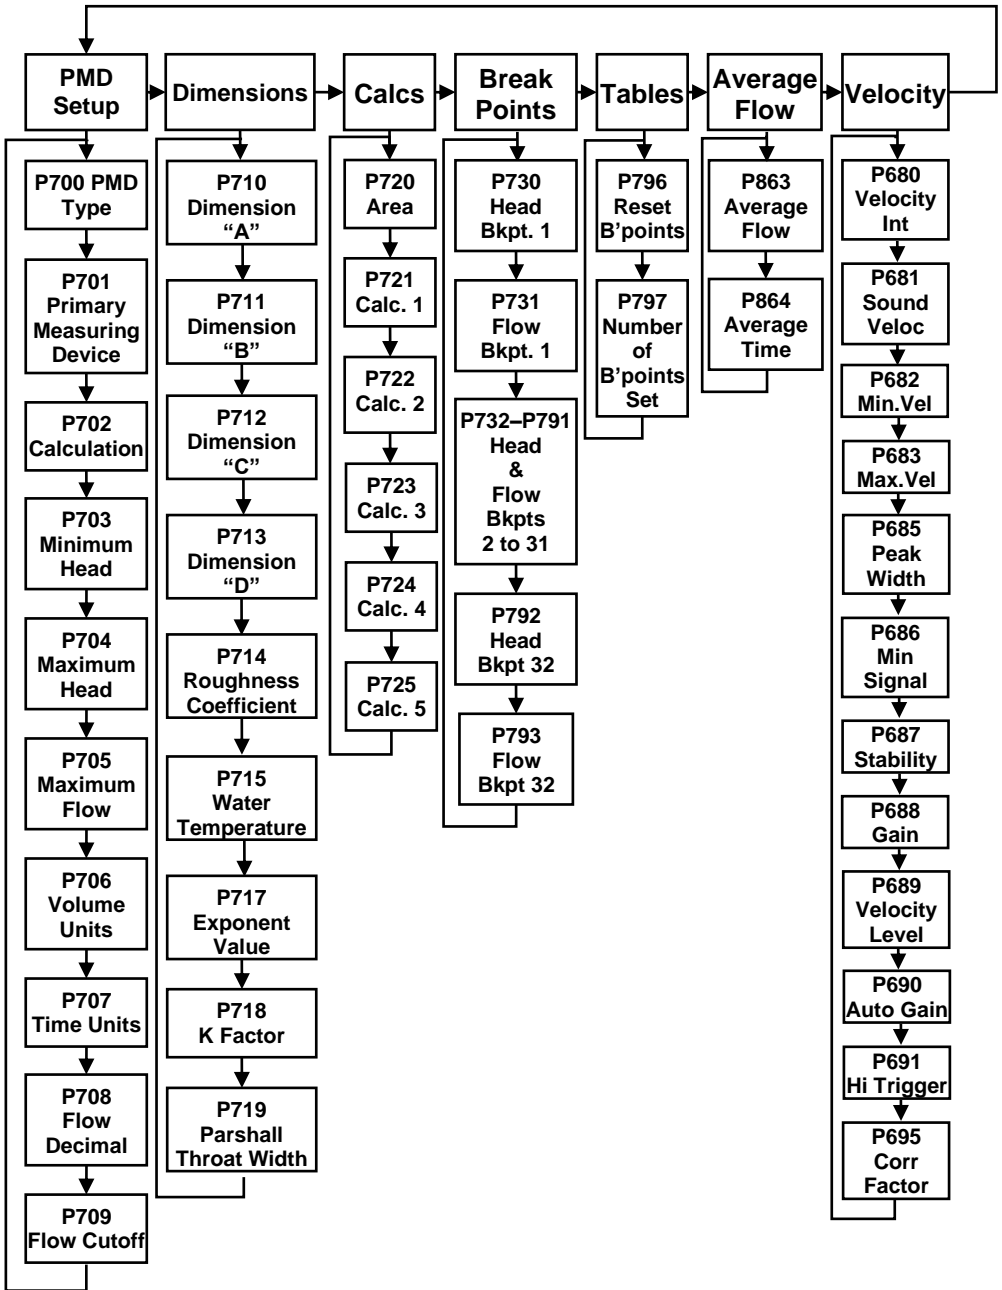 PMD
Setup
Dimensions
Calcs
Break
Points
Tables
Average
Flow
Velocity
P700 PMD
Type
P701
Primary
Measuring
Device
P702
Calculation
P703
Minimum
Head
P704
Maximum
Head
P705
Maximum
Flow
P706
Volume
Units
P707
Time Units
P708
Flow
Decimal
P709
Flow Cutoff
P710
Dimension
“A”
P711
Dimension
“B”
P712
Dimension
“C”
P713
Dimension
“D”
P714
Roughness
Coefficient
P715
Water
Temperature
P717
Exponent
Value
P718
K Factor
P719
Parshall
Throat Width
P720
Area
P721
Calc. 1
P722
Calc. 2
P723
Calc. 3
P724
Calc. 4
P725
Calc. 5
P730
Head
Bkpt. 1
P731
Flow
Bkpt. 1
P732–P791
Head
&
Flow
Bkpts
2 to 31
P792
Head
Bkpt 32
P793
Flow
Bkpt 32
P796
Reset
B’points
P797
Number
of
B’points
Set
P863
Average
Flow
P864
Average
Time
P680
Velocity
Int
P681
Sound
Veloc
P682
Min.Vel
P683
Max.Vel
P685
Peak
Width
P686
Min
Signal
P687
Stability
P688
Gain
P689
Velocity
Level
P690
Auto Gain
P691
Hi Trigger
P695
Corr
Factor